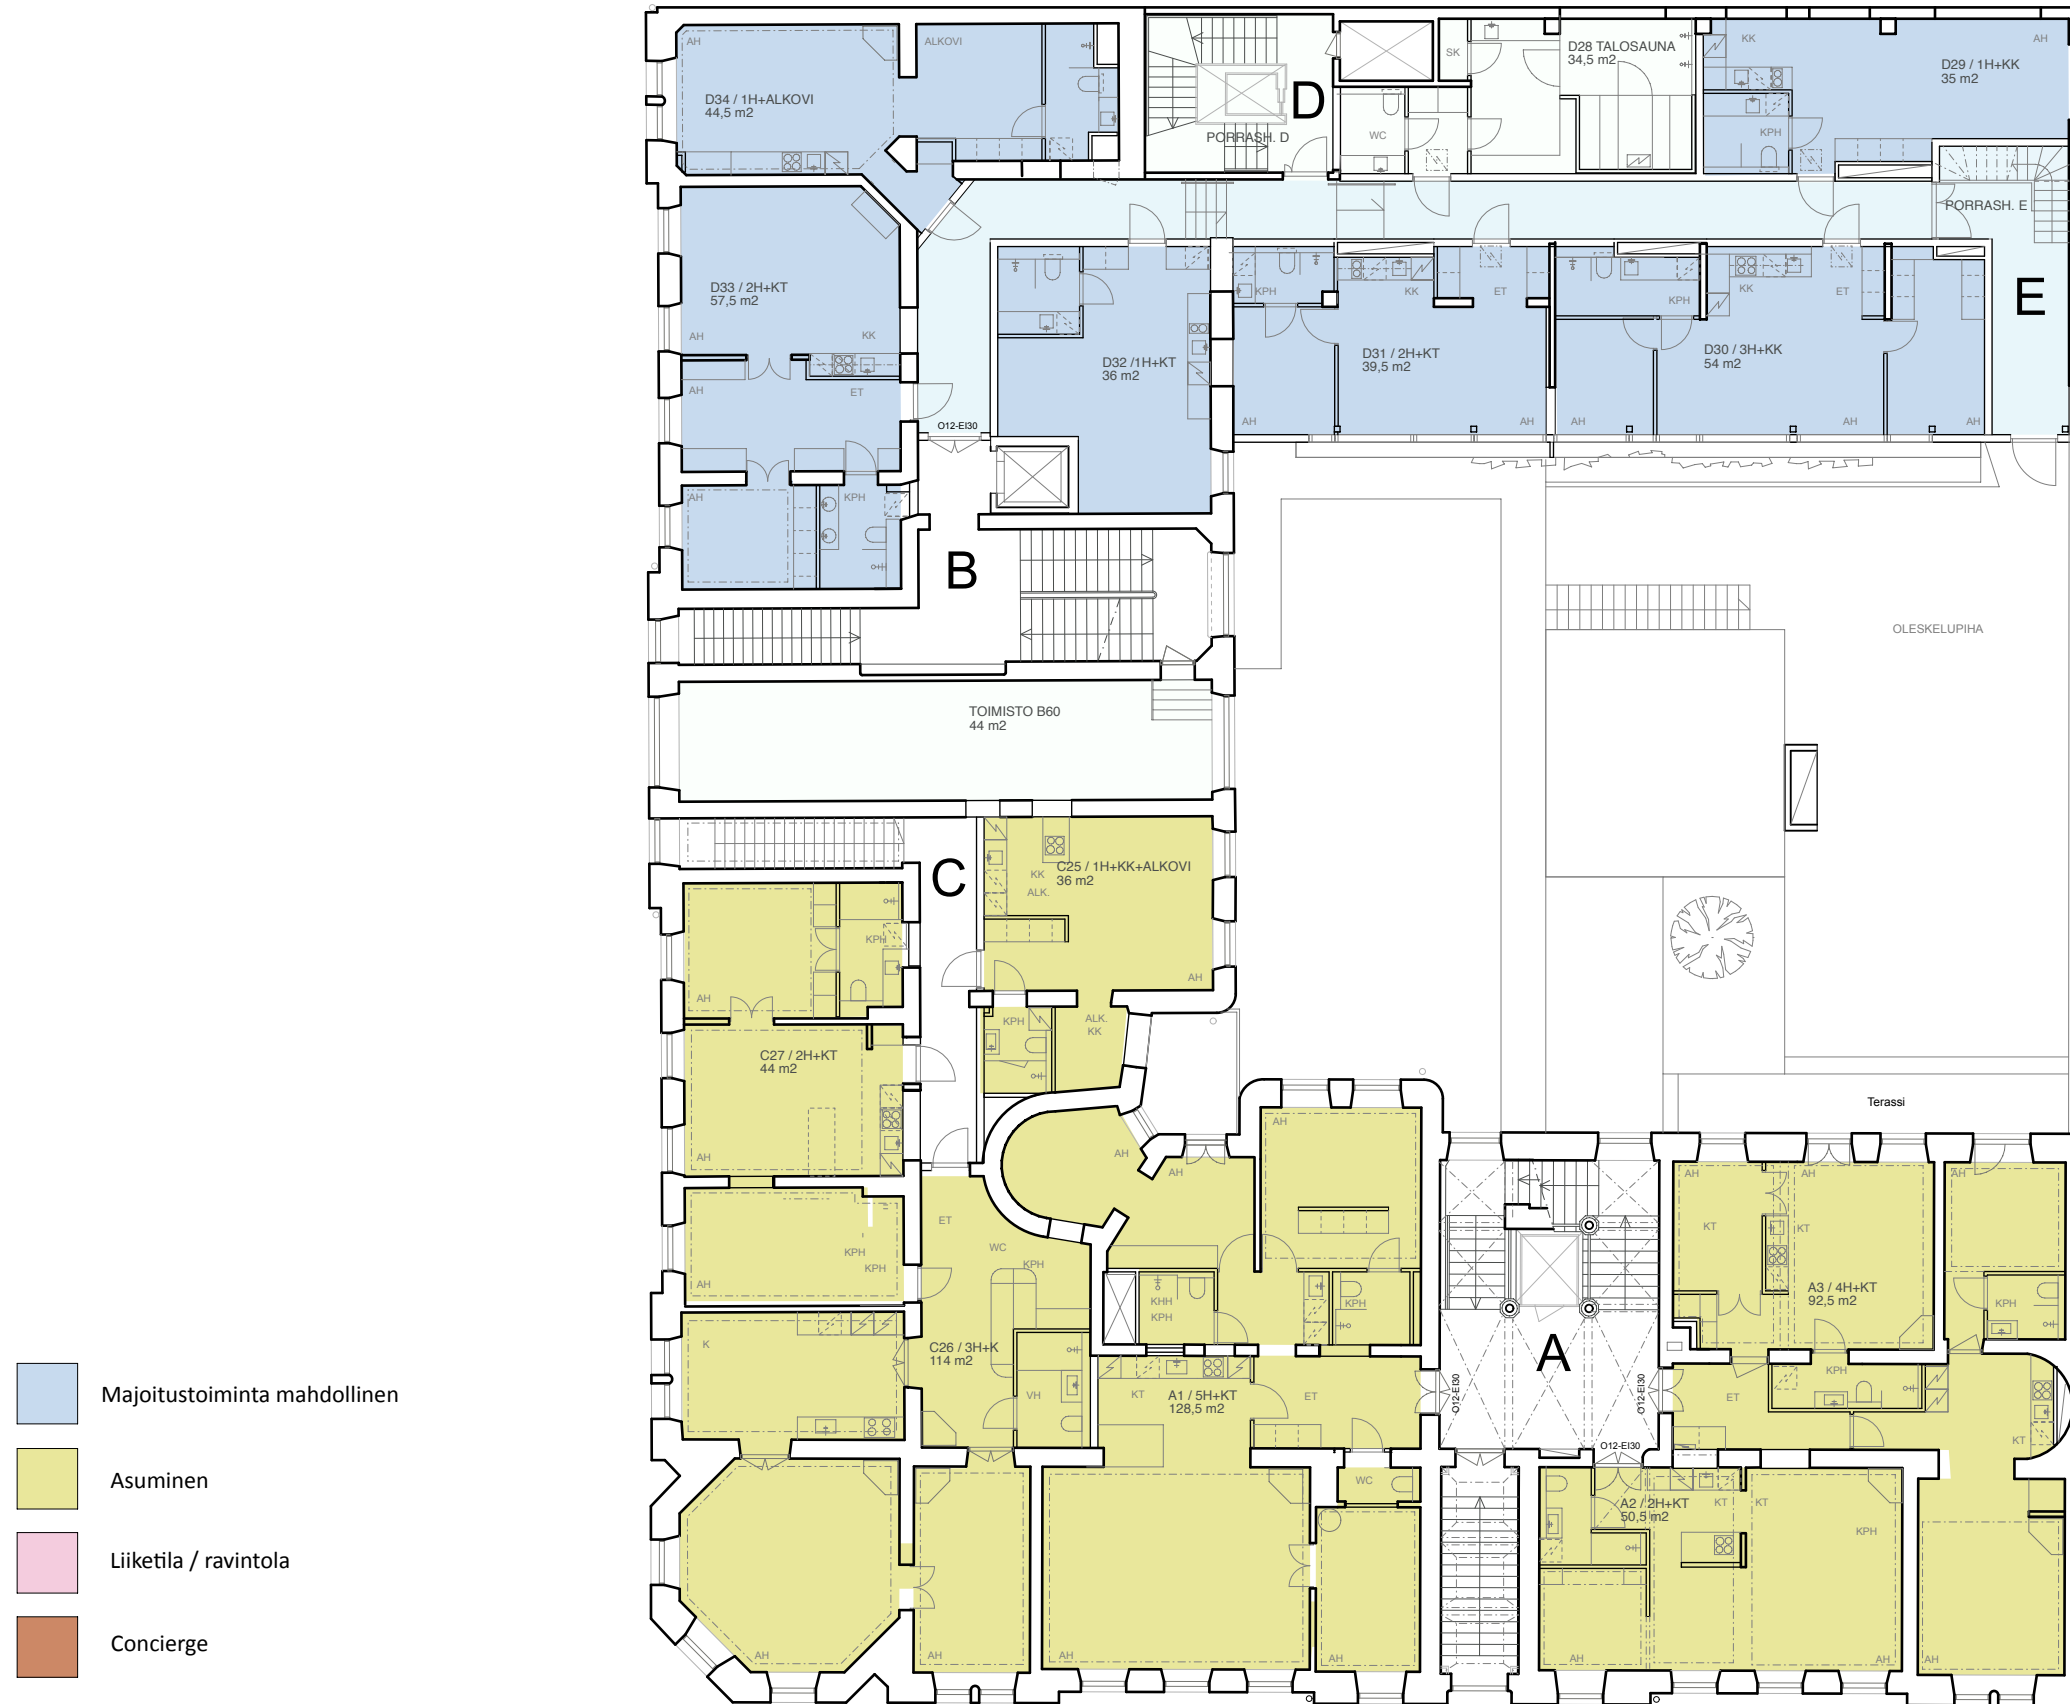 AH
ALKOVI
D34 / 1H+ALKOVI
44,5 m2
D
PORRASH. D
WC
SK
D28 TALOSAUNA
34,5 m2
KK
AH
D29 / 1H+KK
35 m2
KPH
PORRASH. E
D33 / 2H+KT
57,5 m2
AH
KK
AH
ET
O12-EI30
AH
KPH
D32 /1H+KT
36 m2
KPH
KK
ET
D31 / 2H+KT
39,5 m2
AH
AH
KPH
KK
ET
D30 / 3H+KK
54 m2
AH
AH
AH
E
B
OLESKELUPIHA
TOIMISTO B60
44 m2
C
C25 / 1H+KK+ALKOVI
36 m2
KK
ALK.
AH
KPH
ALK.
KK
KPH
AH
C27 / 2H+KT
44 m2
AH
Terassi
AH
AH
AH
KPH
KPH
AH
ET
WC
KPH
KHH
KPH
KPH
K
C26 / 3H+K
114 m2
VH
KT
A1 / 5H+KT
128,5 m2
ET
WC
AH
AH
AH
AH
A
O12-EI30
O12-EI30
O12-EI30
AH
AH
AH
KT
KT
A3 / 4H+KT
92,5 m2
KPH
KPH
ET
KT
A2 / 2H+KT
50,5 m2
KT
KT
KPH
AH
AH
AH
Majoitustoiminta mahdollinen
Asuminen
Liiketila / ravintola
Concierge